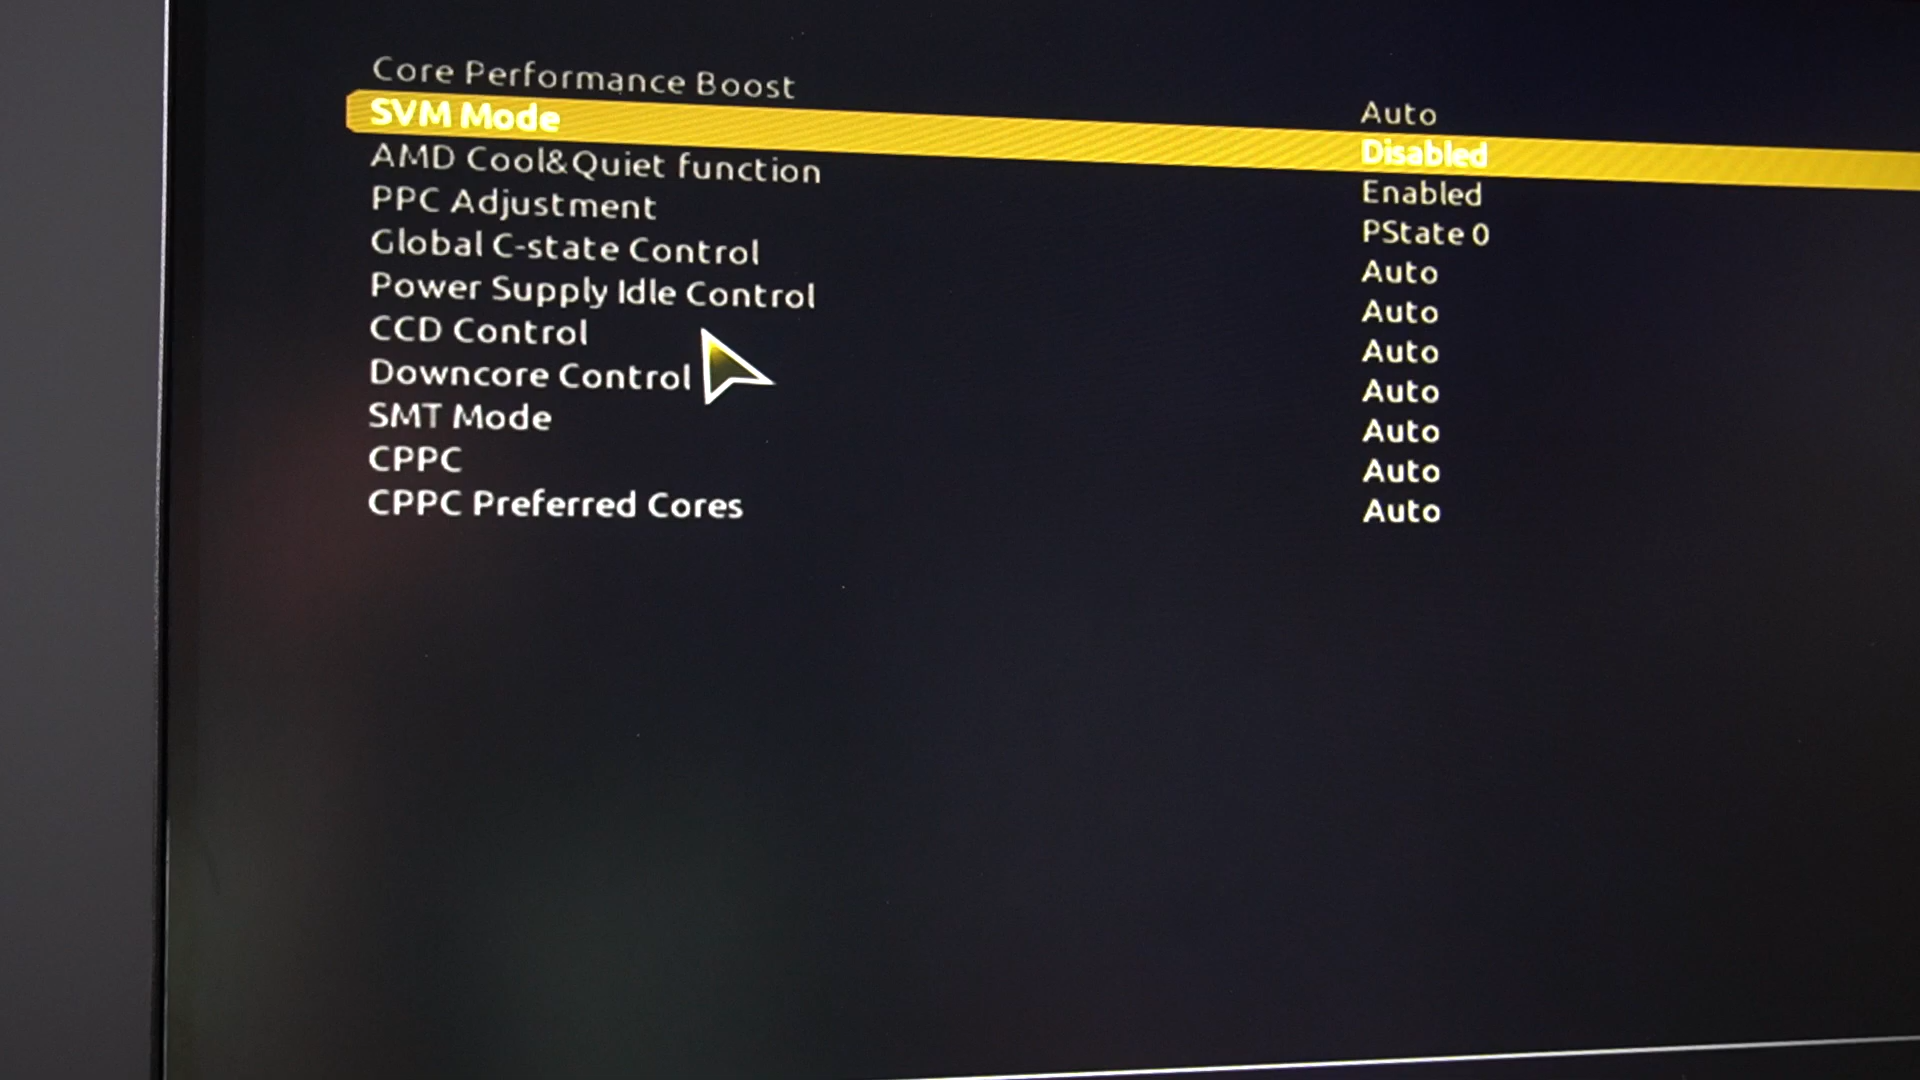 Core Performance Boost Auto
SVM Mode Disabled
AMD Cool&Quiet function Enabled
PPC Adjustment PState 0
Global C-state Control Auto
Power Supply Idle Control Auto
CCD Control Auto
Downcore Control Auto
SMT Mode Auto
CPPC Auto
CPPC Preferred Cores Auto